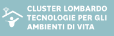 CLUSTER LOMBARDO
TECNOLOGIE PER GLI
AMBIENTI DI VITA